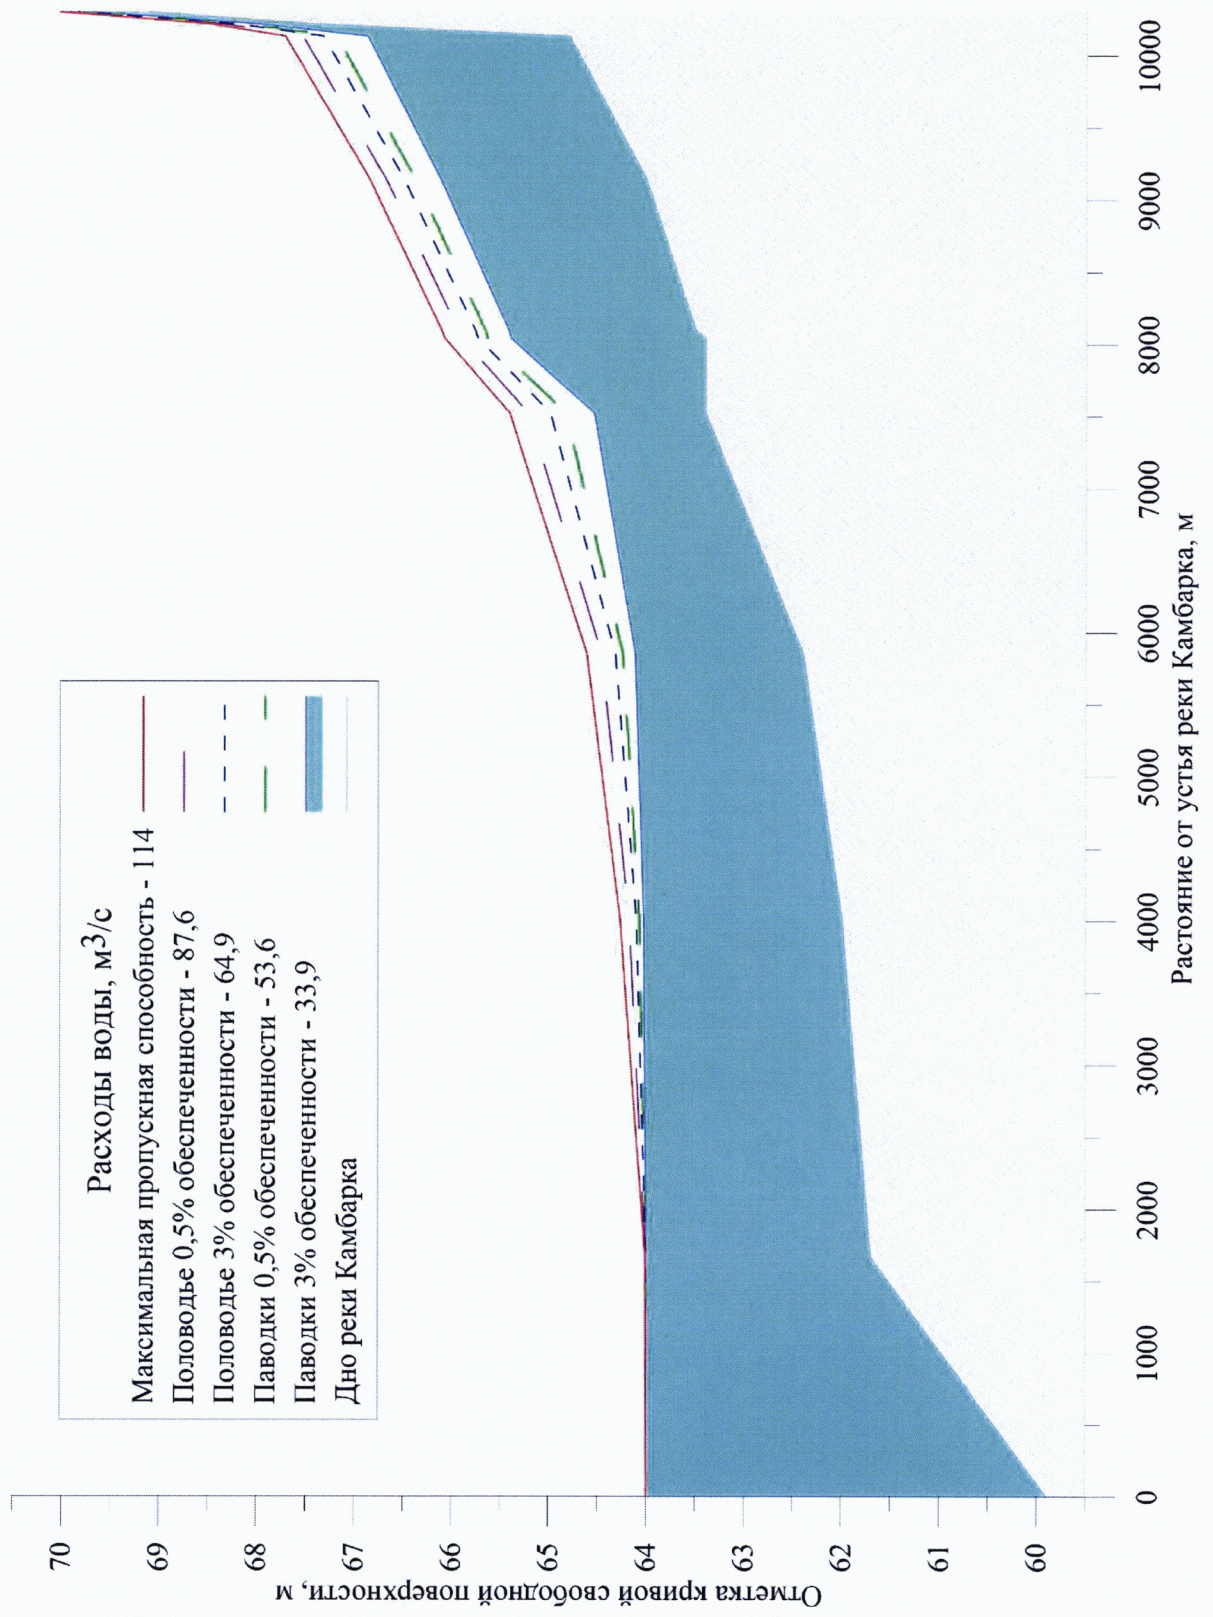 Расходы воды, м3/с
Максимальная пропускная способность - 114
Половодье 0,5% обеспеченности - 87,6
Половодье 3% обеспеченности - 64,9
Паводки 0,5% обеспеченности - 53,6
Паводки 3% обеспеченности - 33,9
Дно реки Камбарка
Отметка кривой свободной поверхности, м
70
69
68
67
66
65
64
63
62
61
60
0 1000 2000 3000 4000 5000 6000 7000 8000 9000 10000
Растояние от устья реки Камбарка, м